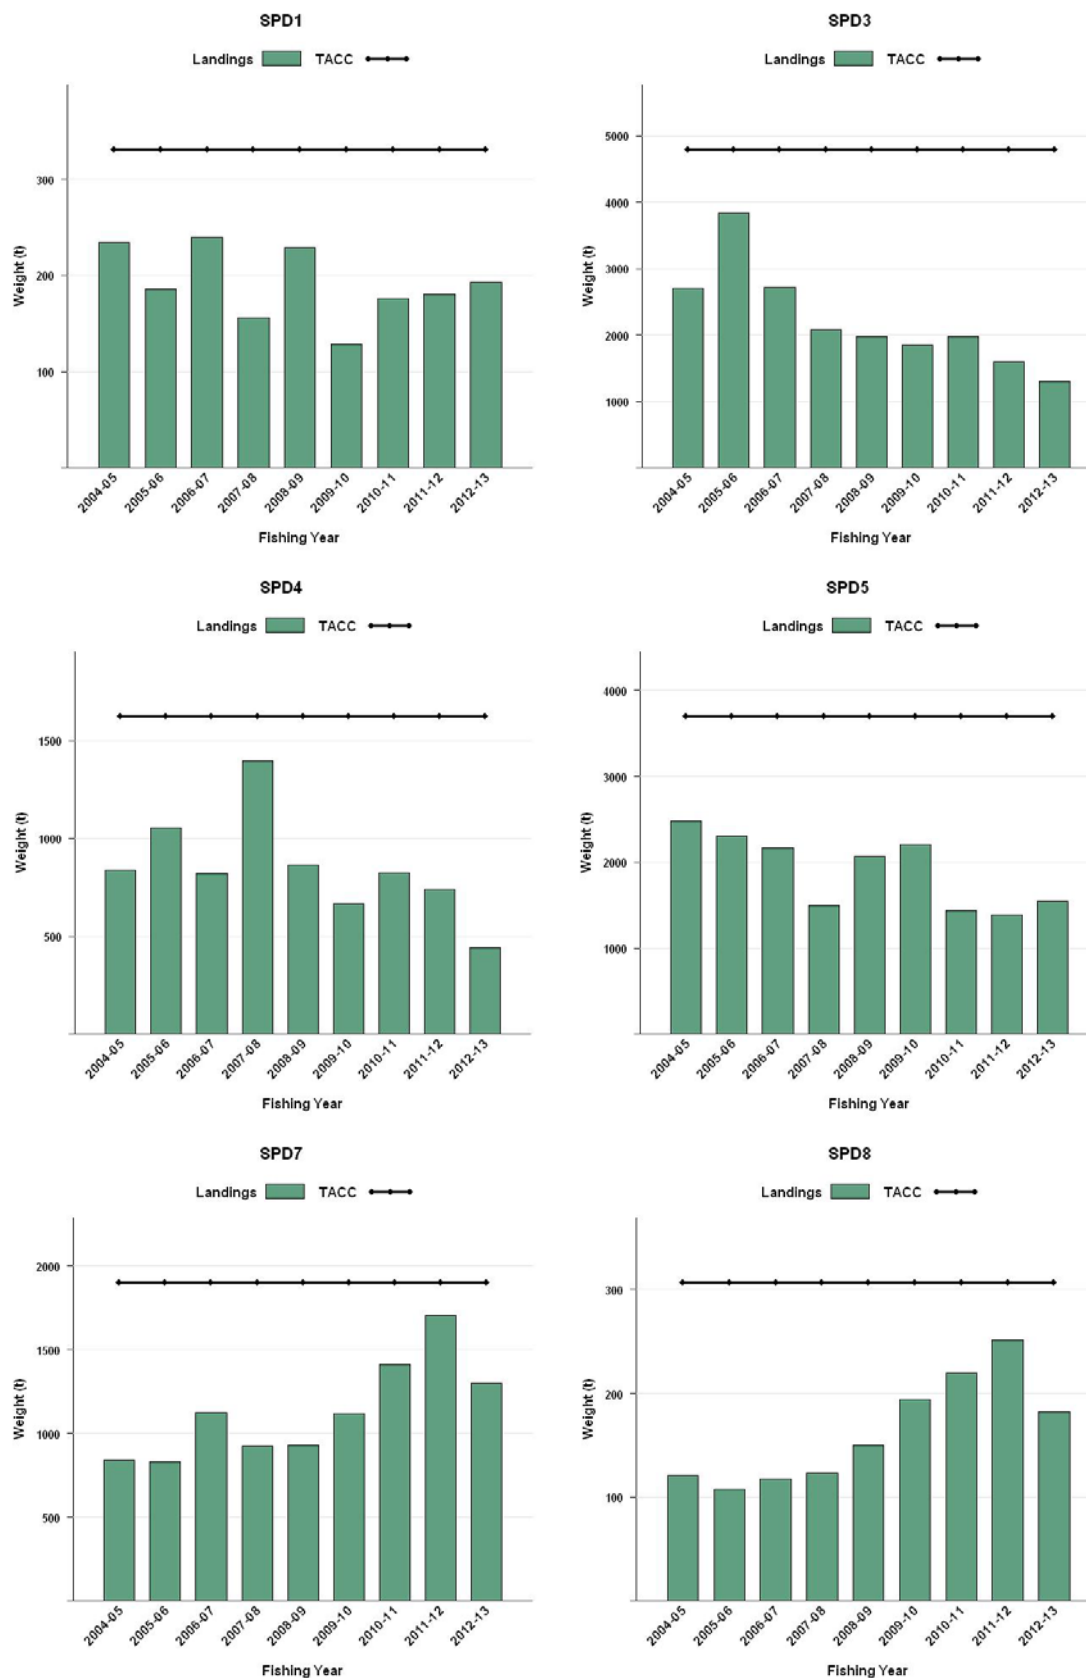 SPD1
Landings TACC
Weight (t)
300
200
100
2004-05 2005-06 2006-07 2007-08 2008-09 2009-10 2010-11 2011-12 2012-13
Fishing Year
SPD3
Landings TACC
Weight (t)
5000
4000
3000
2000
1000
2004-05 2005-06 2006-07 2007-08 2008-09 2009-10 2010-11 2011-12 2012-13
Fishing Year
SPD4
Landings TACC
Weight (t)
1500
1000
500
2004-05 2005-06 2006-07 2007-08 2008-09 2009-10 2010-11 2011-12 2012-13
Fishing Year
SPD5
Landings TACC
Weight (t)
4000
3000
2000
1000
2004-05 2005-06 2006-07 2007-08 2008-09 2009-10 2010-11 2011-12 2012-13
Fishing Year
SPD7
Landings TACC
Weight (t)
2000
1500
1000
500
2004-05 2005-06 2006-07 2007-08 2008-09 2009-10 2010-11 2011-12 2012-13
Fishing Year
SPD8
Landings TACC
Weight (t)
300
200
100
2004-05 2005-06 2006-07 2007-08 2008-09 2009-10 2010-11 2011-12 2012-13
Fishing Year